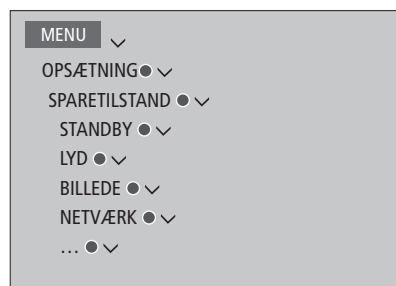 MENU
OPSÆTNING
SPARETILSTAND
STANDBY
LYD
BILLEDE
NETVÆRK
…